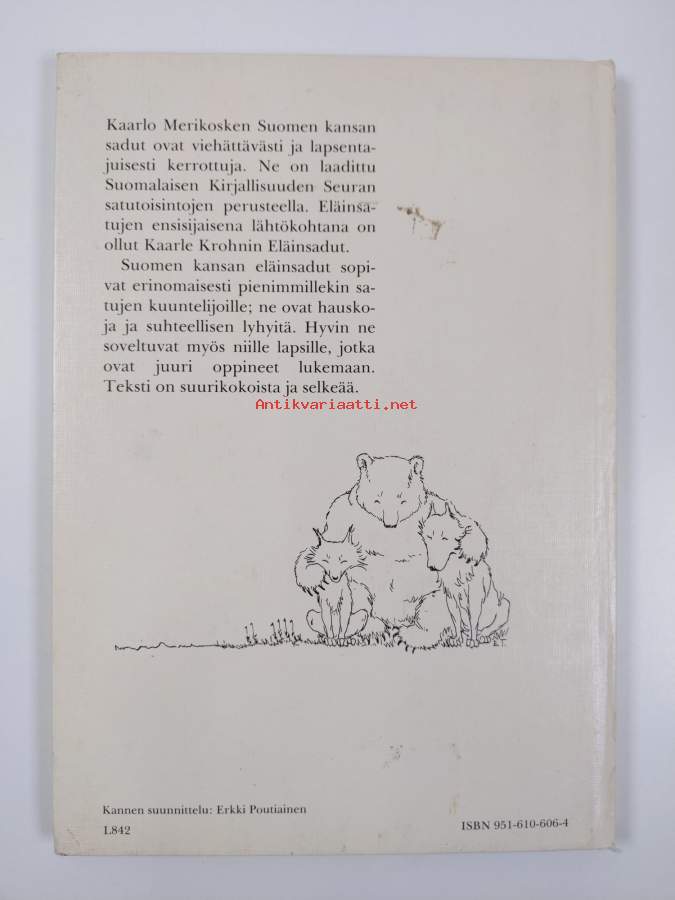 Kaarlo Merikosken Suomen kansan
sadut ovat viehättävästi ja lapsenta-
juisesti kerrottuja. Ne on laadittu
Suomalaisen Kirjallisuuden Seuran
satutoisintojen perusteella. Eläinsa-
tujen ensisijaisena lähtökohtana on
ollut Kaarle Krohnin Eläinsadut.
Suomen kansan eläinsadut sopi-
vat erinomaisesti pienimmillekin sa-
tujen kuuntelijoille; ne ovat hausko-
ja ja suhteellisen lyhyitä. Hyvin ne
soveltuvat myös niille lapsille, jotka
ovat juuri oppineet lukemaan.
Teksti on suurikokoista ja selkeää.
Antikvariaatti.net
Kannen suunnittelu: Erkki Poutiainen
L842
ISBN 951-610-606-4